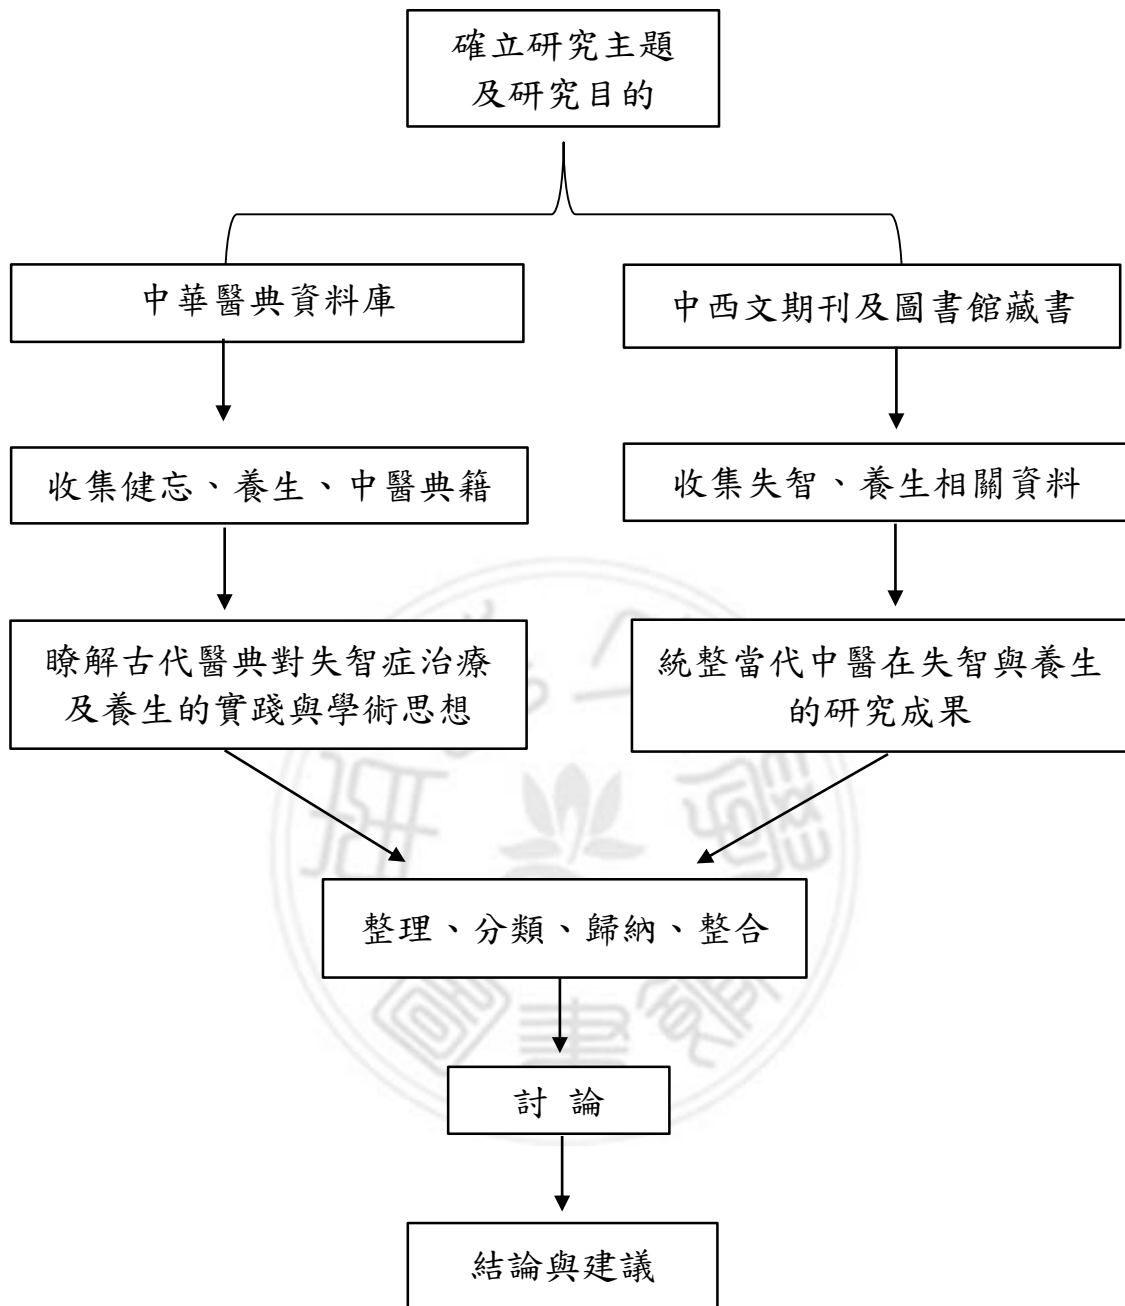 確立研究主題
及研究目的
中華醫典資料庫
中西文期刊及圖書館藏書
收集健忘、養生、中醫典籍
收集失智、養生相關資料
瞭解古代醫典對失智症治療
及養生的實踐與學術思想
統整當代中醫在失智與養生
的研究成果
整理、分類、歸納、整合
討 論
結論與建議